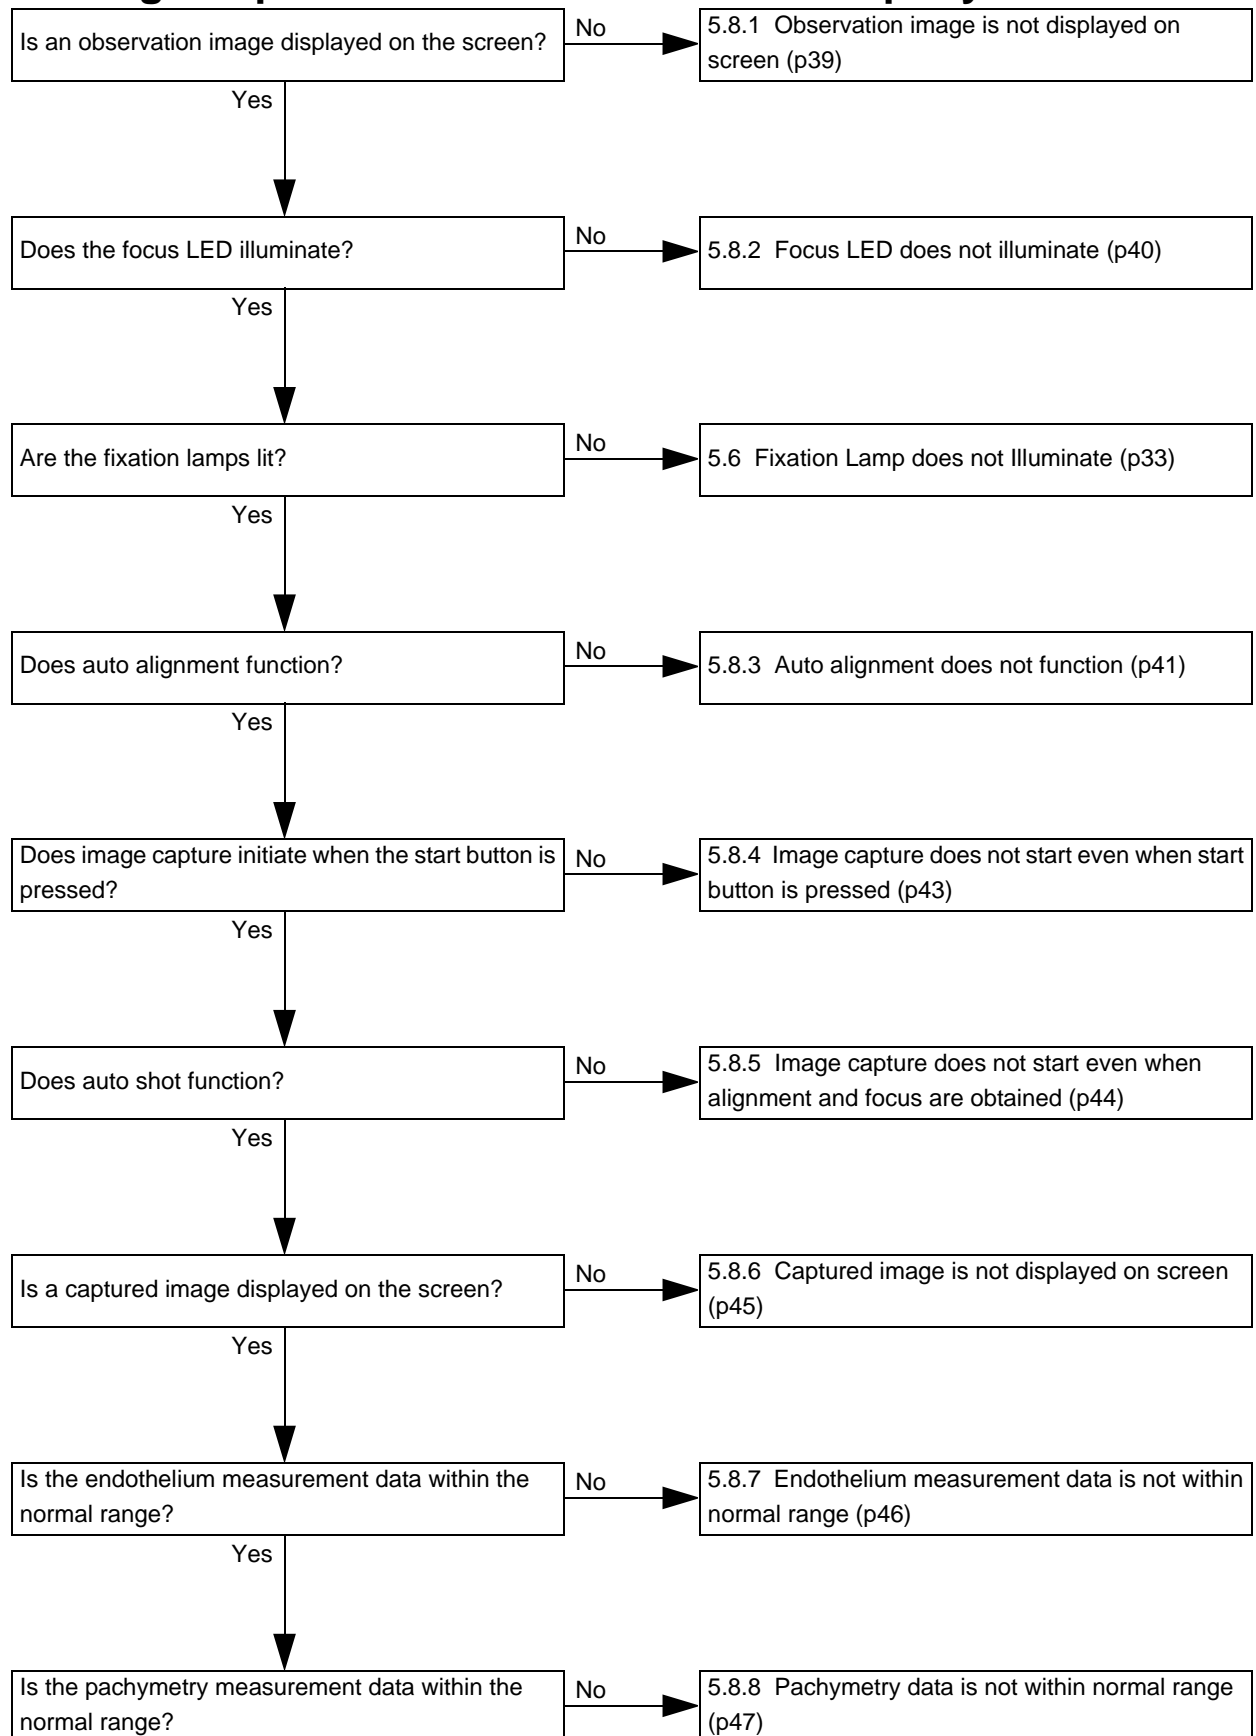 Is an observation image displayed on the screen?
No
5.8.1 Observation image is not displayed on
screen (p39)
Yes
Does the focus LED illuminate?
No
5.8.2 Focus LED does not illuminate (p40)
Yes
Are the fixation lamps lit?
No
5.6 Fixation Lamp does not Illuminate (p33)
Yes
Does auto alignment function?
No
5.8.3 Auto alignment does not function (p41)
Yes
Does image capture initiate when the start button is
pressed?
No
5.8.4 Image capture does not start even when start
button is pressed (p43)
Yes
Does auto shot function?
No
5.8.5 Image capture does not start even when
alignment and focus are obtained (p44)
Yes
Is a captured image displayed on the screen?
No
5.8.6 Captured image is not displayed on screen
(p45)
Yes
Is the endothelium measurement data within the
normal range?
No
5.8.7 Endothelium measurement data is not within
normal range (p46)
Yes
Is the pachymetry measurement data within the
normal range?
No
5.8.8 Pachymetry data is not within normal range
(p47)